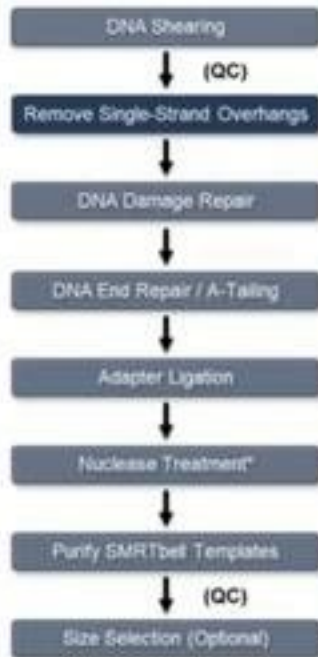 DNA Shearing
(QC)
Remove Single-Strand Overhangs
DNA Damage Repair
DNA End Repair / A-Tailing
Adapter Ligation
Nuclease Treatment*
Purify SMRTbell Templates
(QC)
Size Selection (Optional)